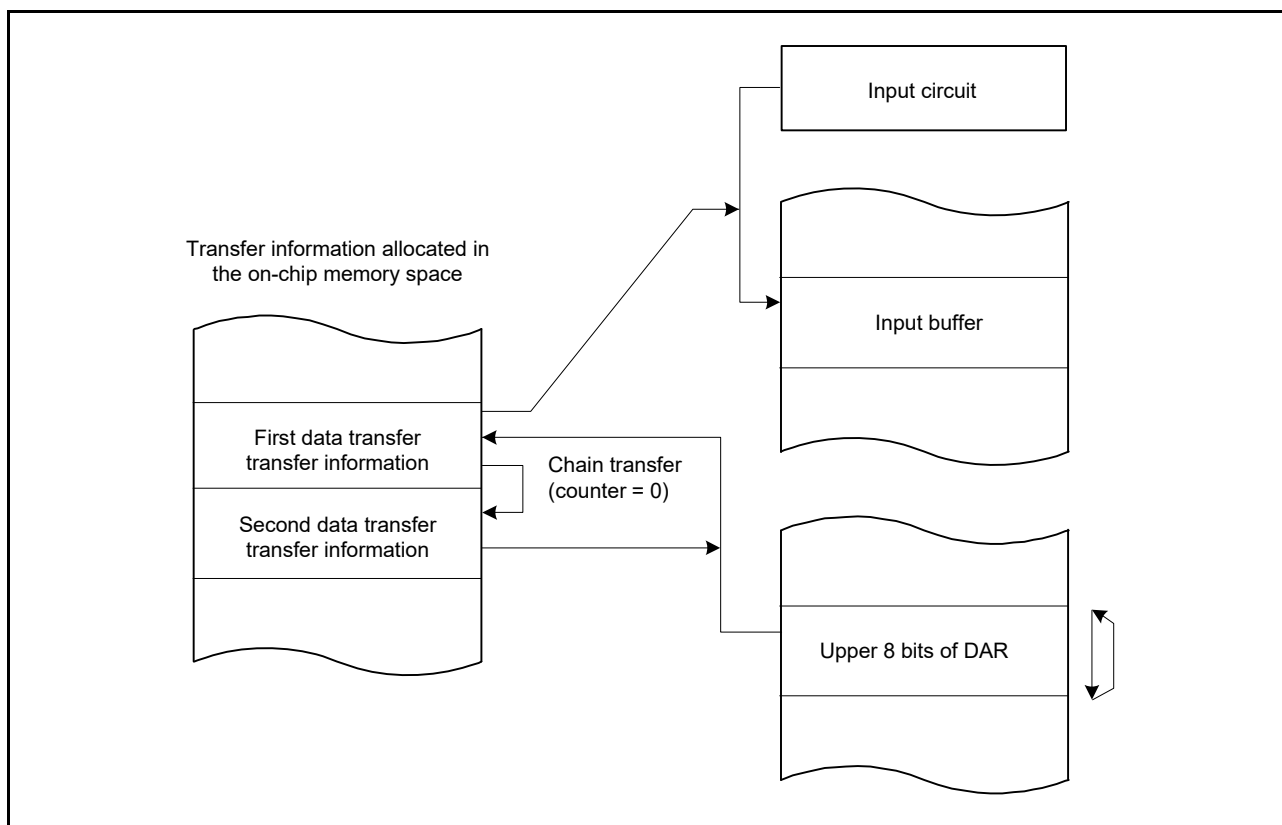 Input circuit
Transfer information allocated in
the on-chip memory space
Input buffer
First data transfer
transfer information
Chain transfer
(counter = 0)
Second data transfer
transfer information
Upper 8 bits of DAR